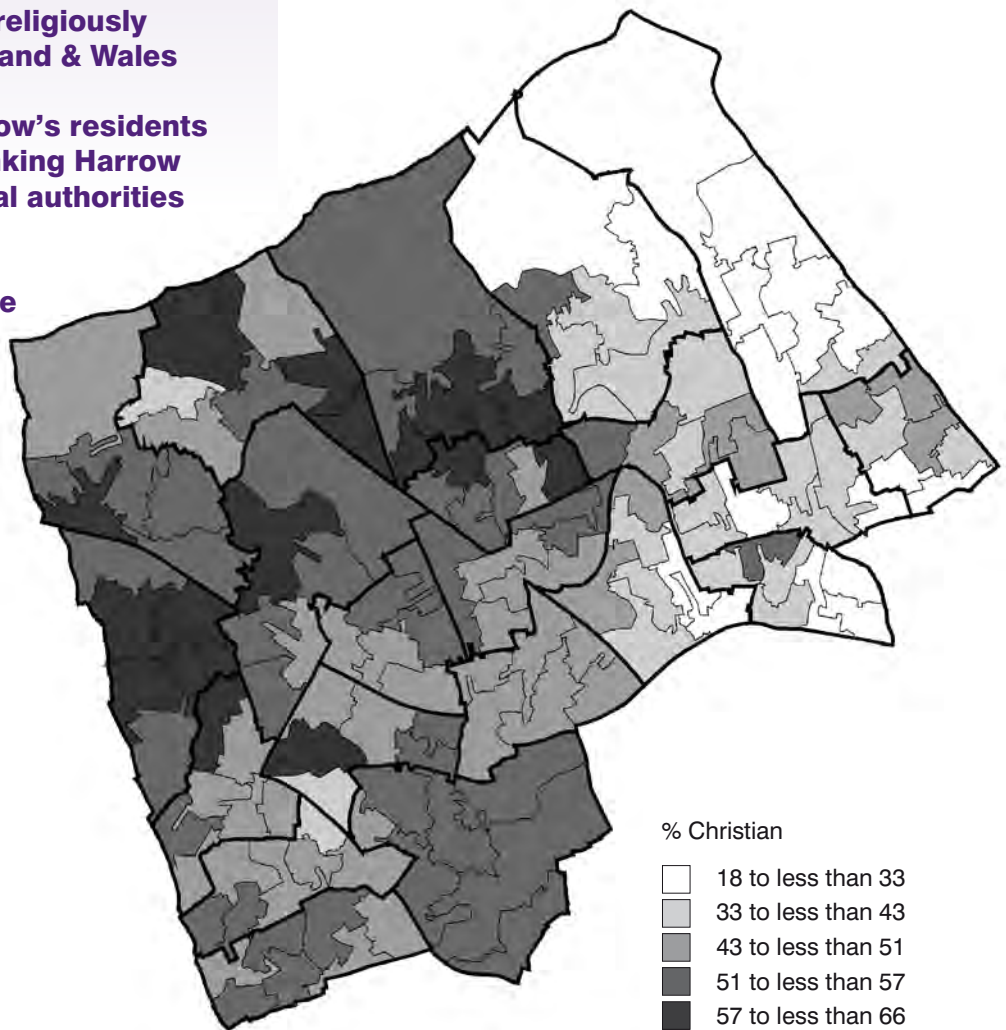 religiously
and & Wales
ow's residents
nking Harrow
al authorities
e
% Christian
18 to less than 33
33 to less than 43
43 to less than 51
51 to less than 57
57 to less than 66